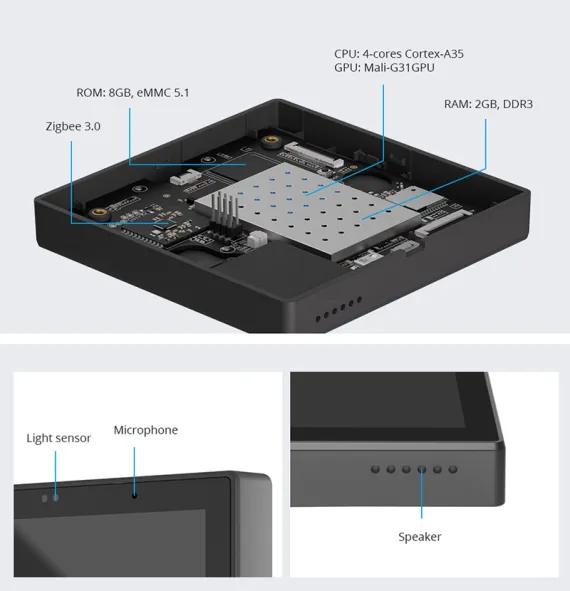 CPU: 4-cores Cortex-A35
GPU: Mali-G31GPU
ROM: 8GB, eMMC 5.1
RAM: 2GB, DDR3
Zigbee 3.0
Microphone
Light sensor
Speaker